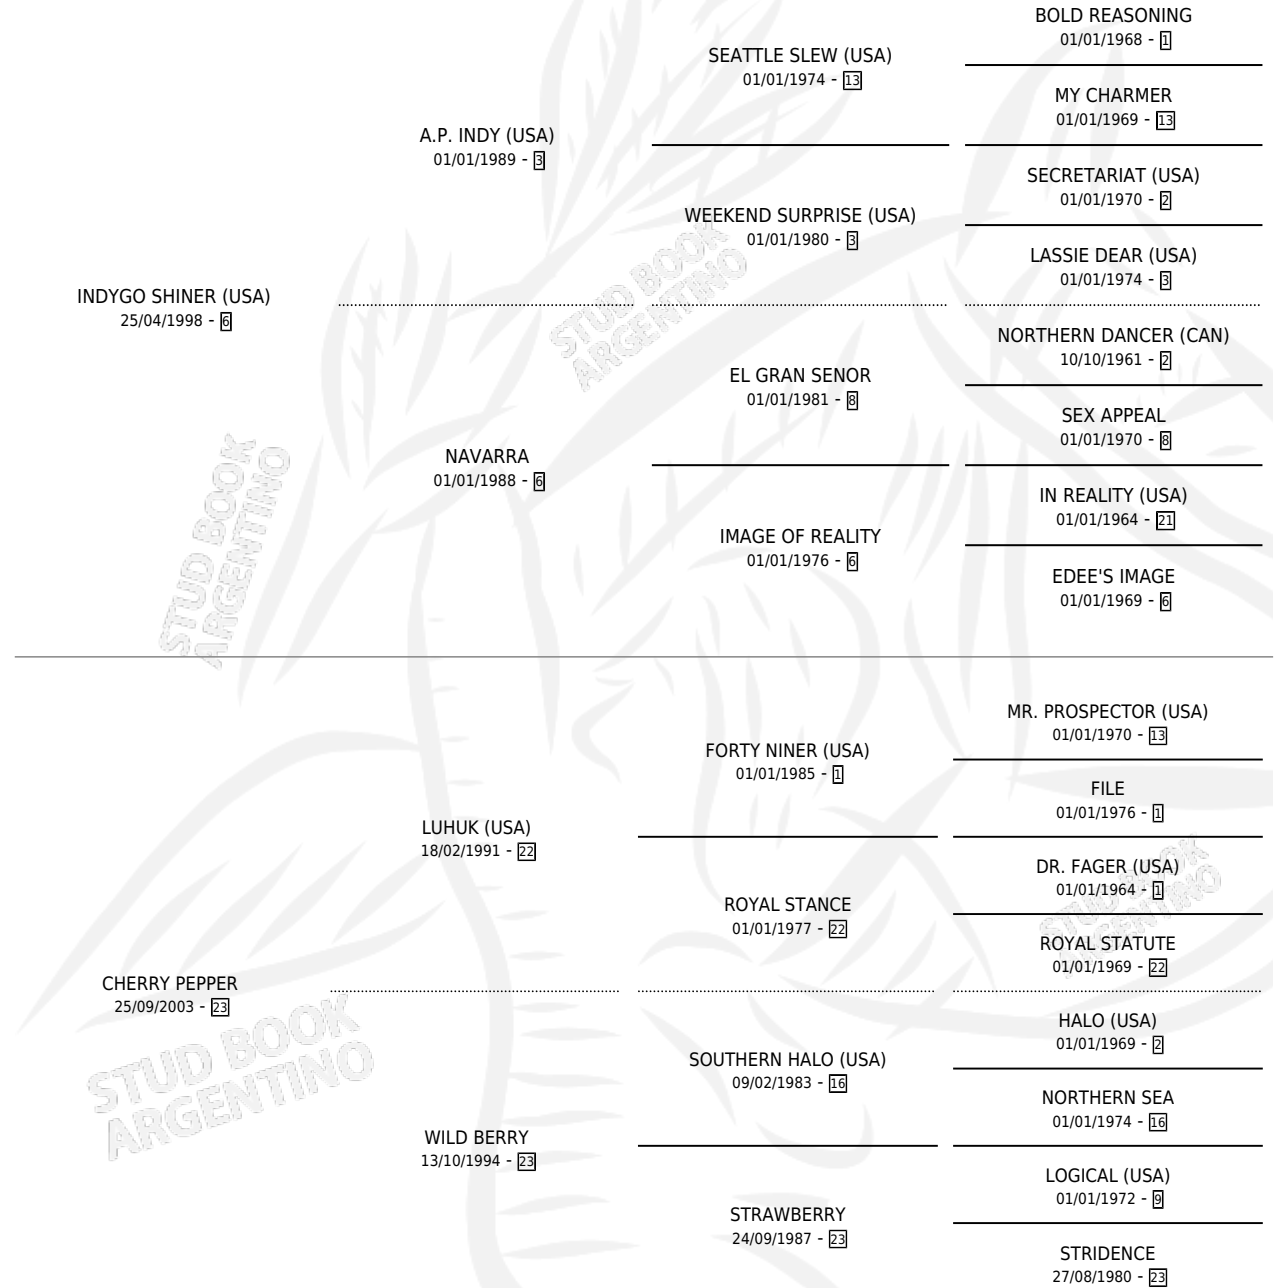 BOLD REASONING
01/01/1968 - 1
SEATTLE SLEW (USA)
01/01/1974 - 13
MY CHARMER
01/01/1969 - 13
A.P. INDY (USA)
01/01/1989 - 3
SECRETARIAT (USA)
01/01/1970 - 2
WEEKEND SURPRISE (USA)
01/01/1980 - 3
LASSIE DEAR (USA)
01/01/1974 - 3
INDYGO SHINER (USA)
25/04/1998 - 6
NORTHERN DANCER (CAN)
10/10/1961 - 2
EL GRAN SENOR
01/01/1981 - 8
SEX APPEAL
01/01/1970 - 8
NAVARRA
01/01/1988 - 6
IN REALITY (USA)
01/01/1964 - 21
IMAGE OF REALITY
01/01/1976 - 6
EDEE'S IMAGE
01/01/1969 - 6
MR. PROSPECTOR (USA)
01/01/1970 - 13
FORTY NINER (USA)
01/01/1985 - 1
FILE
01/01/1976 - 1
LUHUK (USA)
18/02/1991 - 22
DR. FAGER (USA)
01/01/1964 - 1
ROYAL STANCE
01/01/1977 - 22
ROYAL STATUTE
01/01/1969 - 22
CHERRY PEPPER
25/09/2003 - 23
HALO (USA)
01/01/1969 - 2
SOUTHERN HALO (USA)
09/02/1983 - 16
NORTHERN SEA
01/01/1974 - 16
WILD BERRY
13/10/1994 - 23
LOGICAL (USA)
01/01/1972 - 9
STRAWBERRY
24/09/1987 - 23
STRIDENCE
27/08/1980 - 23
STUD BOOK
ARGENTINO
STUD BOOK
ARGENTINO
STUD BOOK
ARGENTINO
STUD BOOK
ARGENTINO